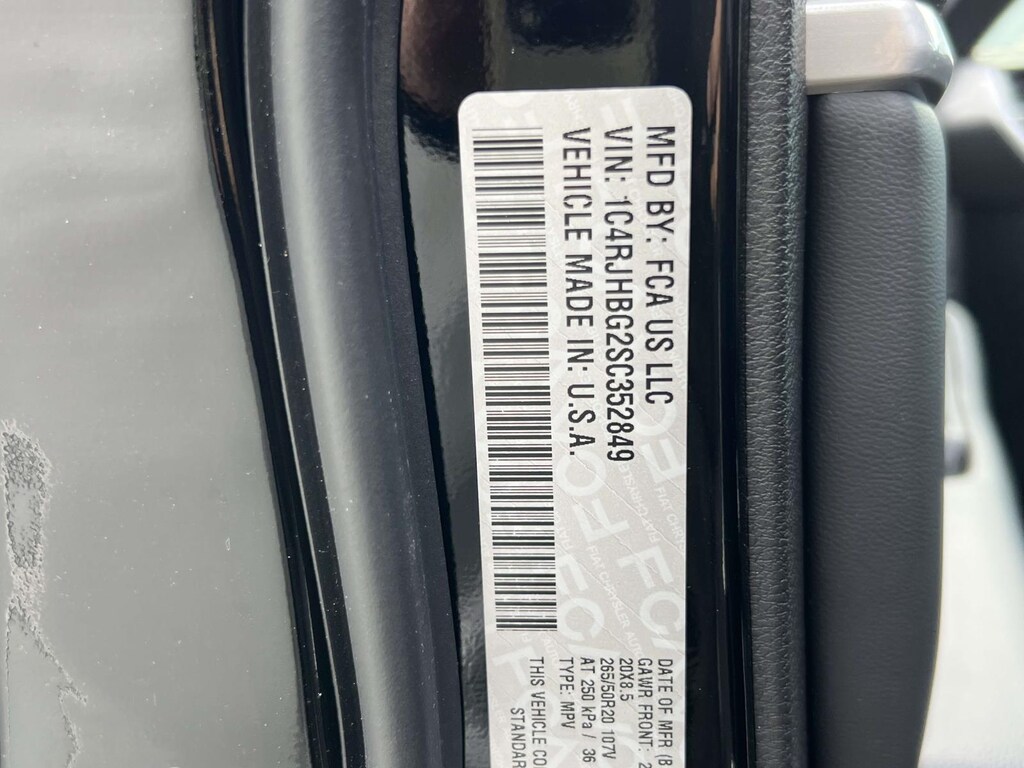 MFD BY: FCA US LLC
VIN: 1C4RJHBG2SC352849
VEHICLE MADE IN: U.S.A.
DATE OF MFR (B
GAWR FRONT: 2
20X8.5
265/50R20 107V
AT 250 kPa / 36
TYPE: MPV
THIS VEHICLE CO
STANDAR